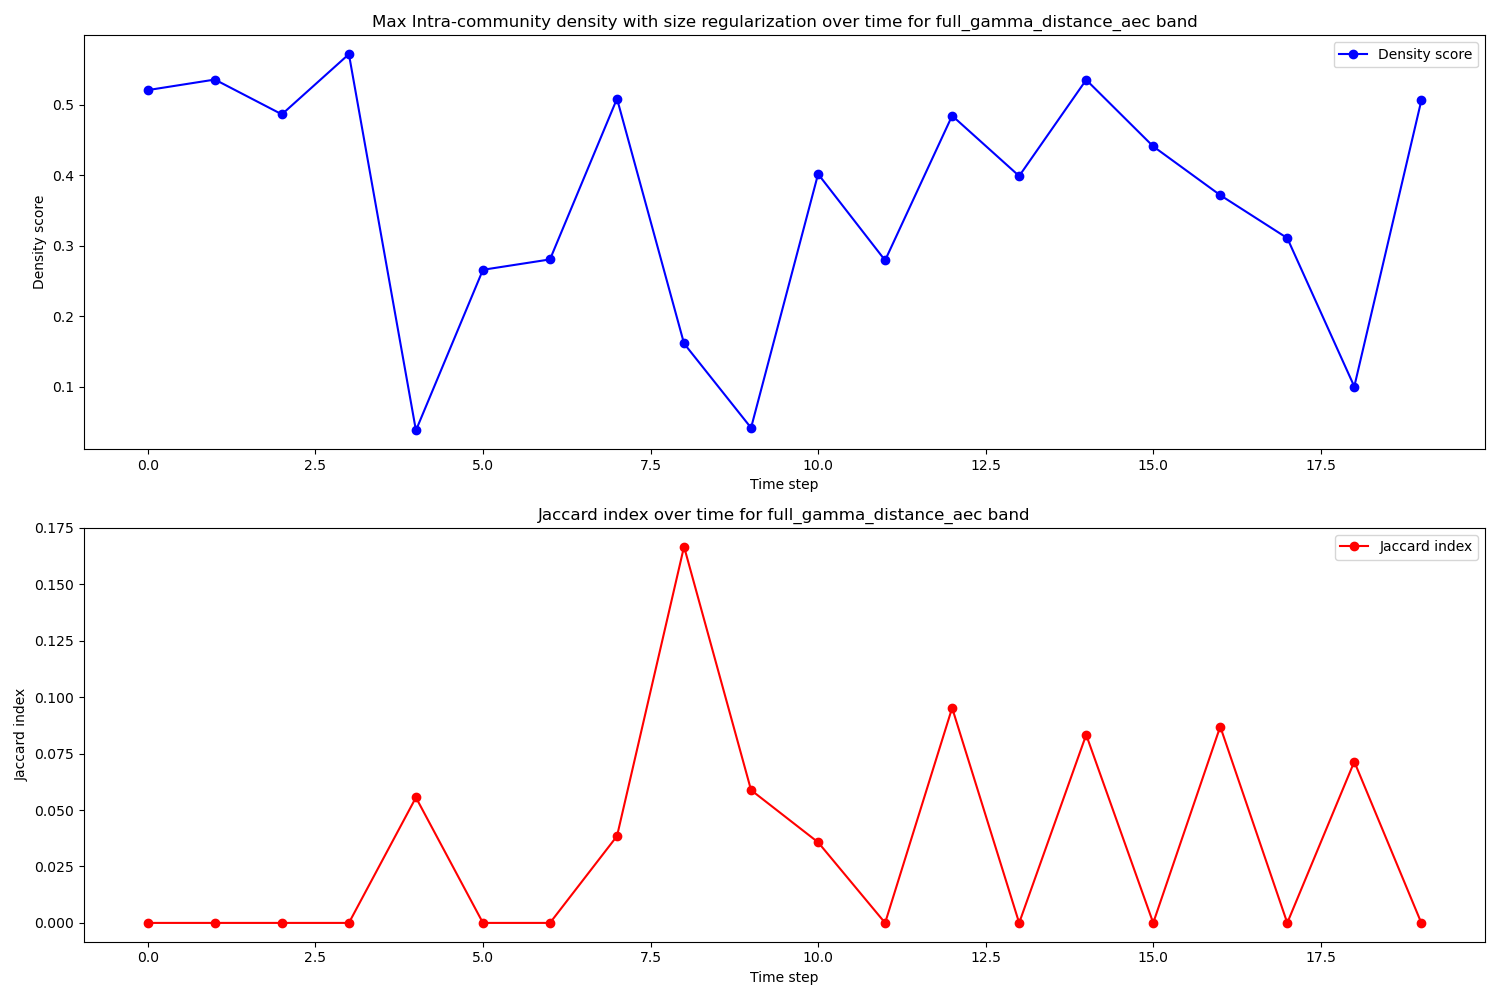 Max Intra-community density with size regularization over time for full_gamma_distance_aec band
Density score
Density score
0.5
0.4
0.3
0.2
0.1
0.0 2.5 5.0 7.5 10.0 12.5 15.0 17.5
Time step
Jaccard index over time for full_gamma_distance_aec band
Jaccard index
Jaccard index
0.175
0.150
0.125
0.100
0.075
0.050
0.025
0.000
0.0 2.5 5.0 7.5 10.0 12.5 15.0 17.5
Time step